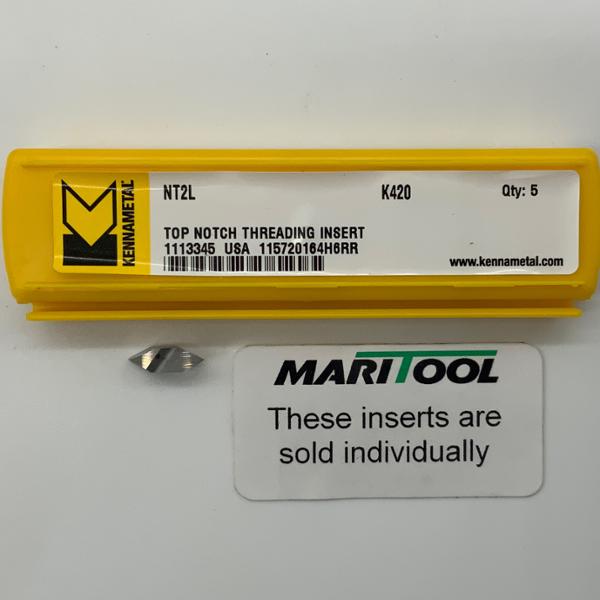 KENNAMETAL
NT2L K420 Qty: 5
TOP NOTCH THREADING INSERT
1113345 USA 115720164H6RR
www.kennametal.com
MARITOOL
These inserts are
sold individually